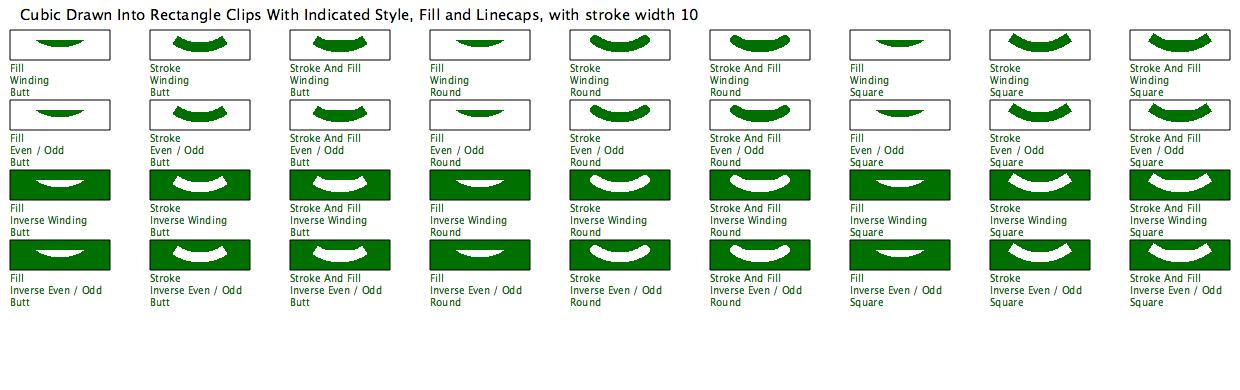 Cubic Drawn Into Rectangle Clips With Indicated Style, Fill and Linecaps, with stroke width 10
Fill
Winding
Butt
Stroke
Winding
Butt
Stroke And Fill
Winding
Butt
Fill
Winding
Round
Stroke
Winding
Round
Stroke And Fill
Winding
Round
Fill
Winding
Square
Stroke
Winding
Square
Stroke And Fill
Winding
Square
Fill
Even / Odd
Butt
Stroke
Even / Odd
Butt
Stroke And Fill
Even / Odd
Butt
Fill
Even / Odd
Round
Stroke
Even / Odd
Round
Stroke And Fill
Even / Odd
Round
Fill
Even / Odd
Square
Stroke
Even / Odd
Square
Stroke And Fill
Even / Odd
Square
Fill
Inverse Winding
Butt
Stroke
Inverse Winding
Butt
Stroke And Fill
Inverse Winding
Butt
Fill
Inverse Winding
Round
Stroke
Inverse Winding
Round
Stroke And Fill
Inverse Winding
Round
Fill
Inverse Winding
Square
Stroke
Inverse Winding
Square
Stroke And Fill
Inverse Winding
Square
Fill
Inverse Even / Odd
Butt
Stroke
Inverse Even / Odd
Butt
Stroke And Fill
Inverse Even / Odd
Butt
Fill
Inverse Even / Odd
Round
Stroke
Inverse Even / Odd
Round
Stroke And Fill
Inverse Even / Odd
Round
Fill
Inverse Even / Odd
Square
Stroke
Inverse Even / Odd
Square
Stroke And Fill
Inverse Even / Odd
Square